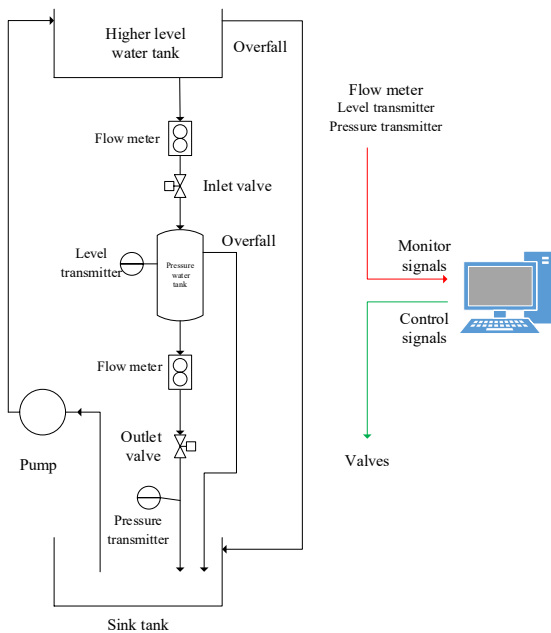 Higher level
water tank
Overfall
Flow meter
Inlet valve
Overfall
Level
transmitter
Pressure
water
tank
Flow meter
Outlet
valve
Pump
Pressure
transmitter
Sink tank
Flow meter
Level transmitter
Pressure transmitter
Monitor
signals
Control
signals
Valves